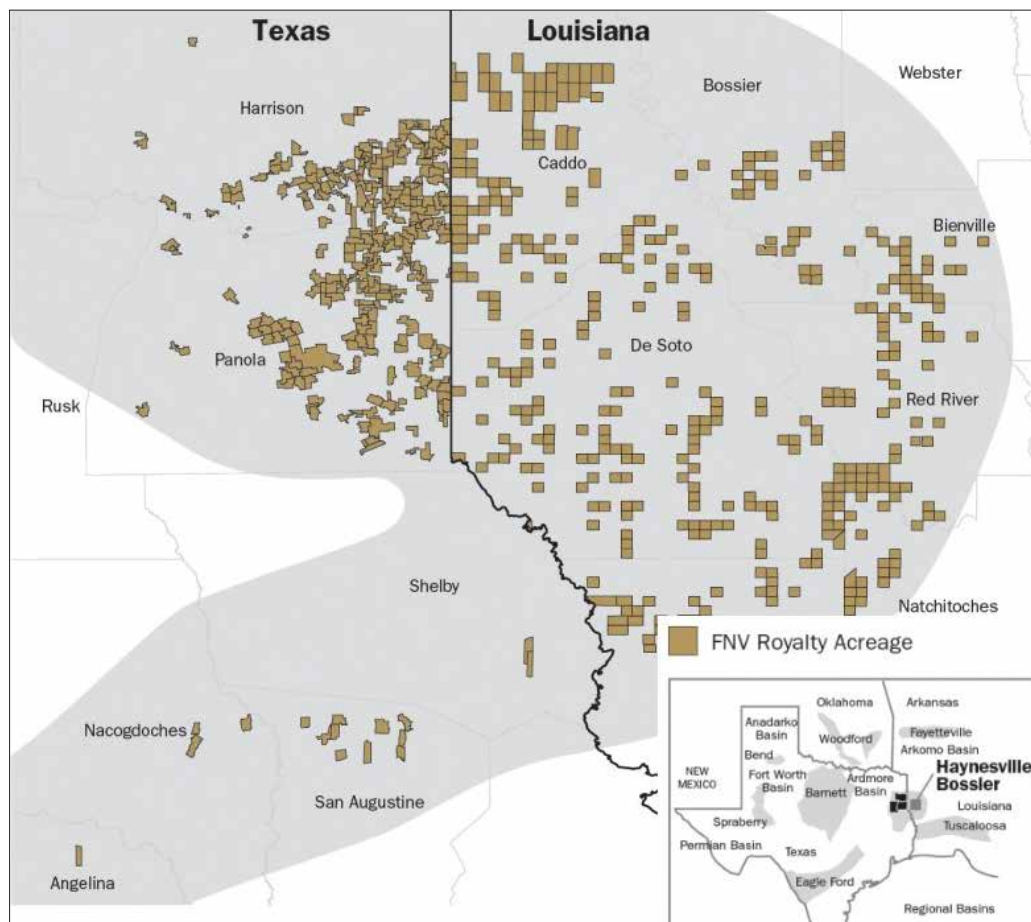 Texas
Louisiana
Webster
Bossier
Harrison
Caddo
Bienville
De Soto
Panola
Red River
Rusk
Shelby
Natchitoches
FNV Royalty Acreage
Nacogdoches
San Augustine
Angelina
Oklahoma
Arkansas
Anadarko
Basin
Woodford
Fayetteville
Arkomo Basin
Bend
NEW
MEXICO
Fort Worth
Basin
Barnett
Ardmore
Basin
Haynesville
Bossler
Louisiana
Spraberry
Tuscaloosa
Permian Basin
Texas
Eagle Ford
Regional Basins